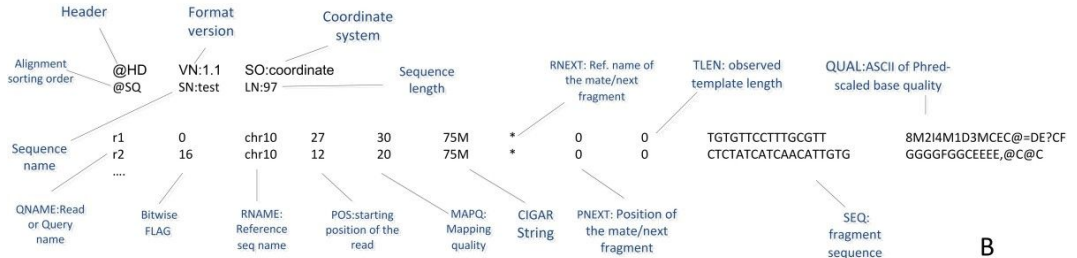 Header
Format version
Coordinate system
Alignment sorting order
@HD VN:1.1 SO:coordinate
@SQ SN:test LN:97
Sequence length
RNEXT: Ref. name of the mate/next fragment
TLEN: observed template length
QUAL:ASCII of Phred-scaled base quality
Sequence name
r1 0 chr10 27 30 75M * 0 0 TGTGTTCCTTTGCGTT 8M2I4M1D3MCEC@=DE?CF
r2 16 chr10 12 20 75M * 0 0 CTCTATCATCAACATTGTG GGGGFGGCEEEE,@C@C
....
QNAME:Read or Query name
Bitwise FLAG
RNAME: Reference seq name
POS:starting position of the read
MAPQ: Mapping quality
CIGAR String
PNEXT: Position of the mate/next fragment
SEQ: fragment sequence
B